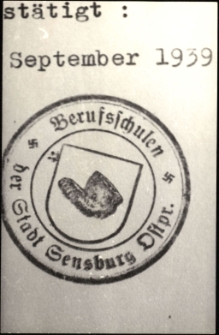 stätigt :
September 1939
Berufsschulen
der Stadt Sensburg Ostpr.